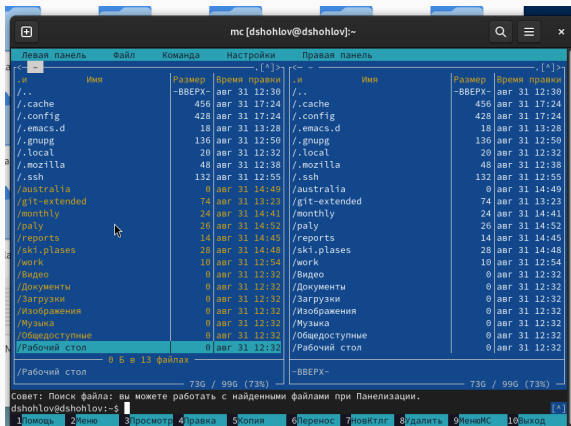 mc [dshohlov@dshohlov]:~
Левая панель Файл Команда Настройки Правая панель
<- ~ .[^]> <- ~ .[^]>
.и Имя Размер Время правки .и Имя Размер Время правки
/.. -ВВЕРХ- авг 31 12:30 /.. -ВВЕРХ- авг 31 12:30
/.cache 456 авг 31 17:24 /.cache 456 авг 31 17:24
/.config 428 авг 31 17:24 /.config 428 авг 31 17:24
/.emacs.d 18 авг 31 13:28 /.emacs.d 18 авг 31 13:28
/.gnupg 136 авг 31 12:50 /.gnupg 136 авг 31 12:50
/.local 20 авг 31 12:32 /.local 20 авг 31 12:32
/.mozilla 48 авг 31 12:38 /.mozilla 48 авг 31 12:38
/.ssh 132 авг 31 12:55 /.ssh 132 авг 31 12:55
/australia 0 авг 31 14:49 /australia 0 авг 31 14:49
/git-extended 74 авг 31 13:23 /git-extended 74 авг 31 13:23
/monthly 24 авг 31 14:41 /monthly 24 авг 31 14:41
/paly 26 авг 31 14:52 /paly 26 авг 31 14:52
/reports 14 авг 31 14:45 /reports 14 авг 31 14:45
/ski.plases 28 авг 31 14:48 /ski.plases 28 авг 31 14:48
/work 10 авг 31 12:54 /work 10 авг 31 12:54
/Видео 0 авг 31 12:32 /Видео 0 авг 31 12:32
/Документы 0 авг 31 12:32 /Документы 0 авг 31 12:32
/Загрузки 0 авг 31 12:32 /Загрузки 0 авг 31 12:32
/Изображения 0 авг 31 12:32 /Изображения 0 авг 31 12:32
/Музыка 0 авг 31 12:32 /Музыка 0 авг 31 12:32
/Общедоступные 0 авг 31 12:32 /Общедоступные 0 авг 31 12:32
/Рабочий стол 0 авг 31 12:32 /Рабочий стол 0 авг 31 12:32
0 Б в 13 файлах
/Рабочий стол -ВВЕРХ-
73G / 99G (73%) 73G / 99G (73%)
Совет: Поиск файла: вы можете работать с найденными файлами при Панелизации.
dshohlov@dshohlov:~$ [^]
1Помощь 2Меню 3Просмотр 4Правка 5Копия 6Перенос 7НовКтлг 8Удалить 9МенюМС 10Выход